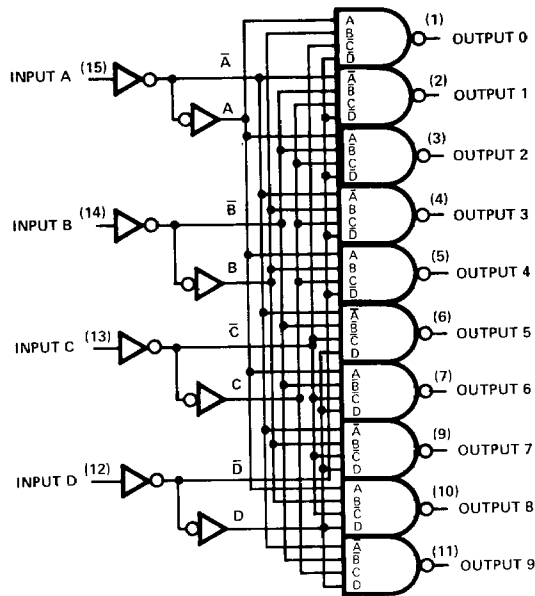 A
B
C̅
D̅
(1)
OUTPUT 0
INPUT A
(15)
A̅
A
A̅
B̅
C
D̅
(2)
OUTPUT 1
A
B̅
C
D̅
(3)
OUTPUT 2
INPUT B
(14)
B̅
B
A̅
B
C
D̅
(4)
OUTPUT 3
A
B
C
D̅
(5)
OUTPUT 4
INPUT C
(13)
C̅
C
A̅
B̅
C̅
D
(6)
OUTPUT 5
A
B̅
C̅
D
(7)
OUTPUT 6
INPUT D
(12)
D̅
D
A̅
B
C̅
D
(9)
OUTPUT 7
A
B
C̅
D
(10)
OUTPUT 8
A̅
B̅
C
D
(11)
OUTPUT 9